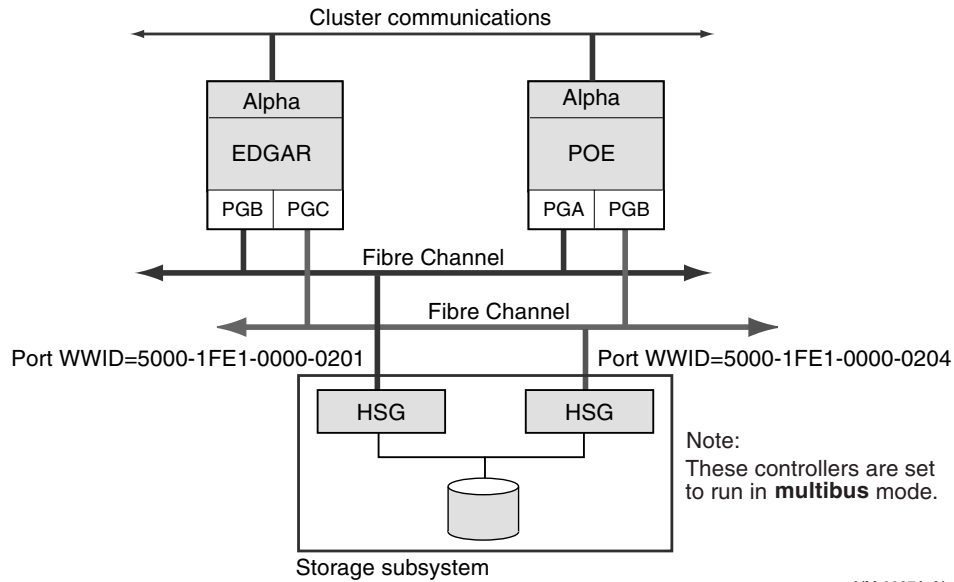 Cluster communications
Alpha
EDGAR
PGB PGC
Alpha
POE
PGA PGB
Fibre Channel
Fibre Channel
Port WWID=5000-1FE1-0000-0201
Port WWID=5000-1FE1-0000-0204
HSG
HSG
Note:
These controllers are set
to run in multibus mode.
Storage subsystem